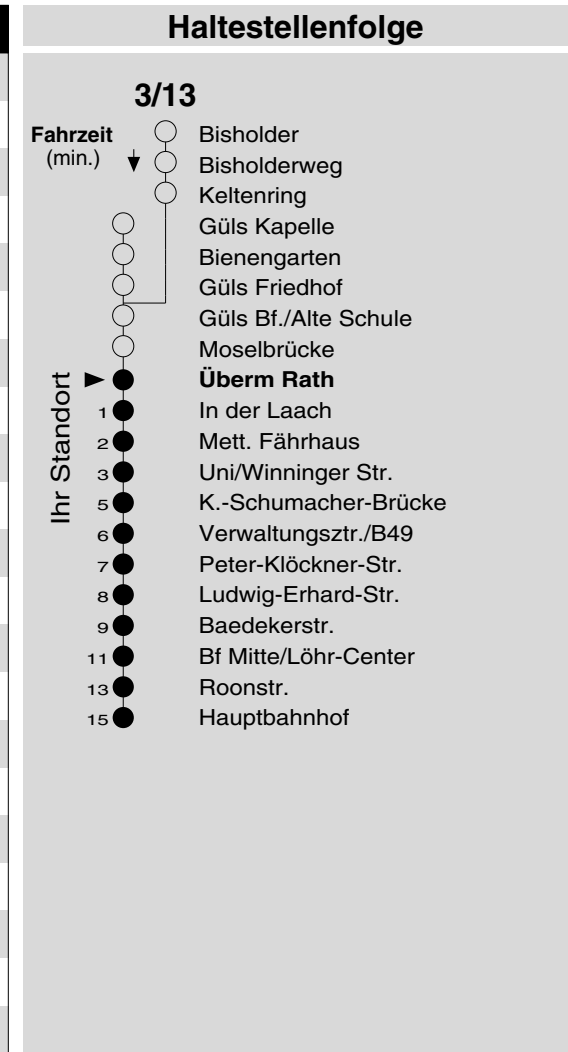 Haltestellenfolge
3/13
Fahrzeit
(min.)
Bisholder
Bisholderweg
Keltenring
Güls Kapelle
Bienengarten
Güls Friedhof
Güls Bf./Alte Schule
Moselbrücke
Ihr Standort
Überm Rath
1 In der Laach
2 Mett. Fährhaus
3 Uni/Winninger Str.
5 K.-Schumacher-Brücke
6 Verwaltungsztr./B49
7 Peter-Klöckner-Str.
8 Ludwig-Erhard-Str.
9 Baedekerstr.
11 Bf Mitte/Löhr-Center
13 Roonstr.
15 Hauptbahnhof